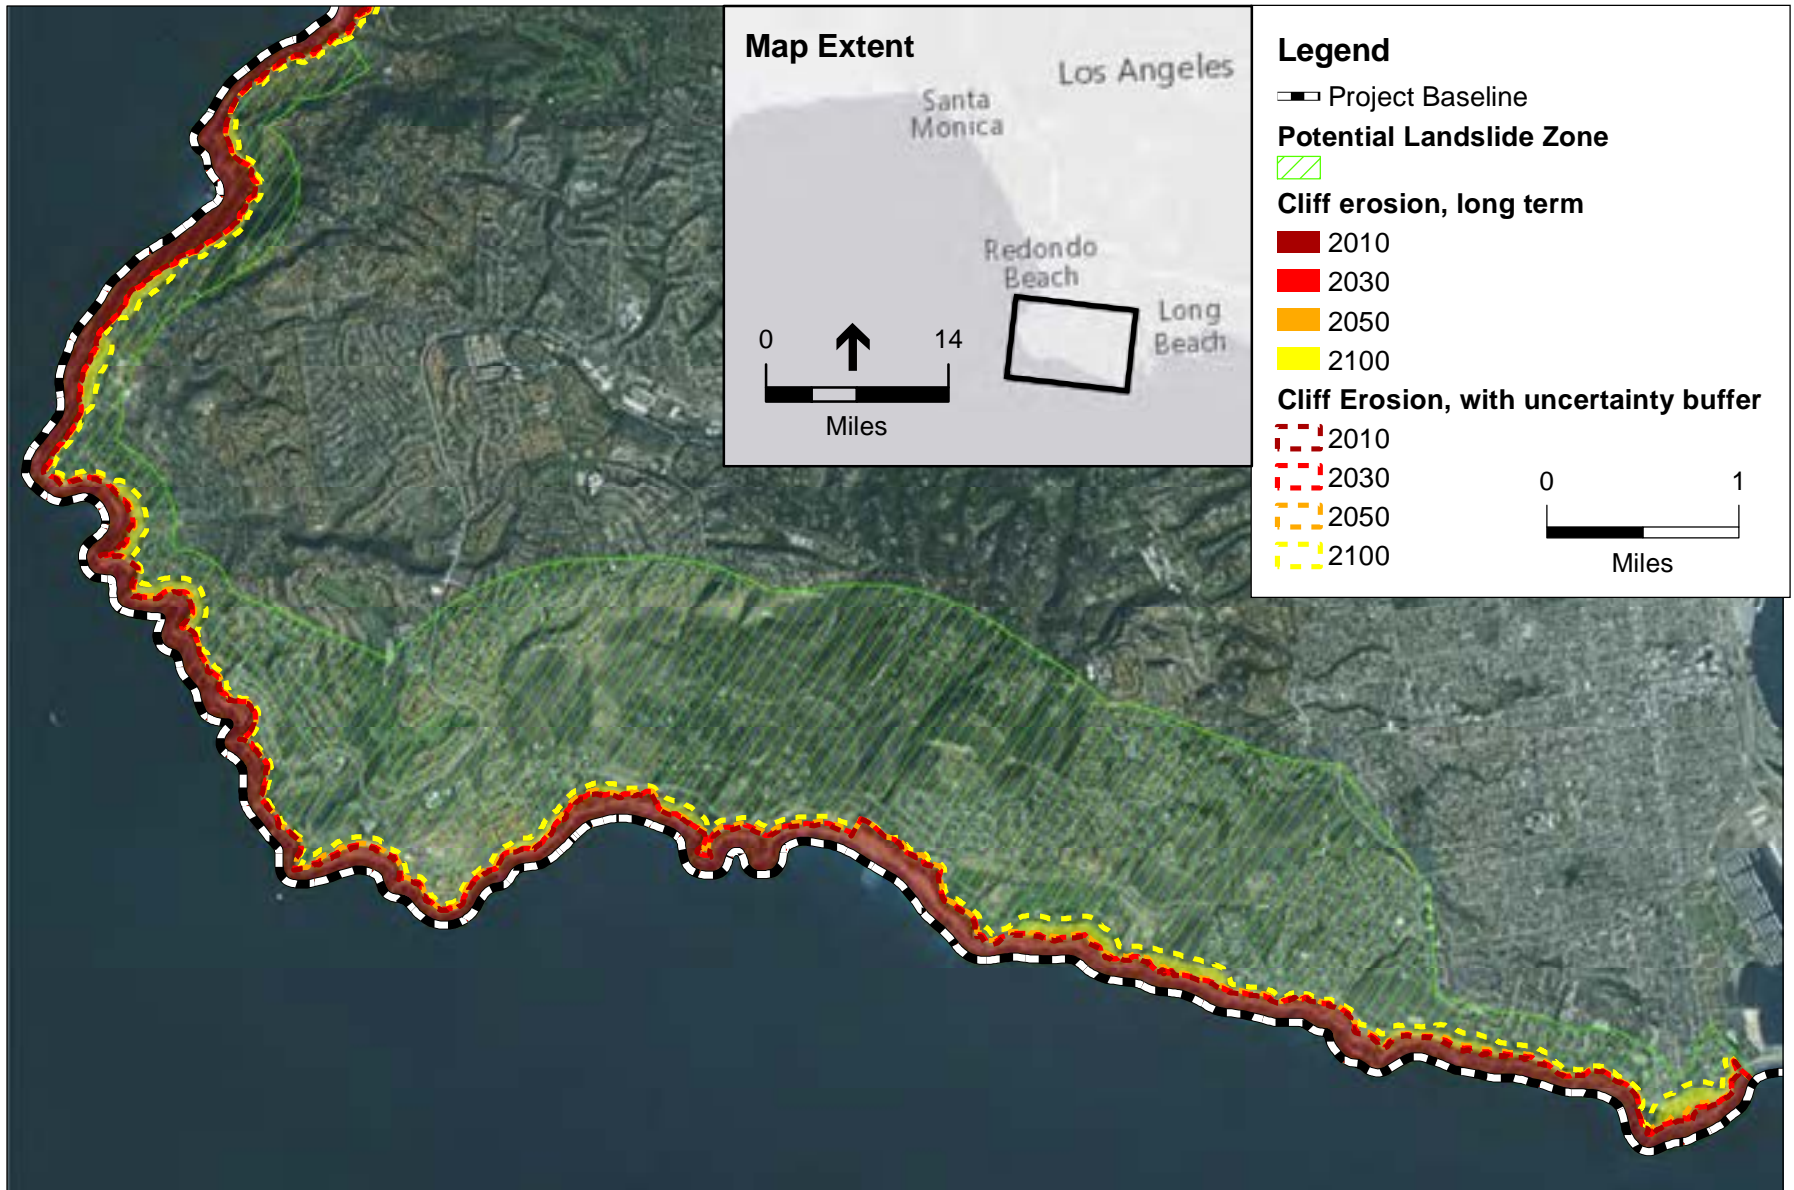 Map Extent
Los Angeles
Santa
Monica
Redondo
Beach
Long
Beach
0 14
Miles
Legend
Project Baseline
Potential Landslide Zone
Cliff erosion, long term
2010
2030
2050
2100
Cliff Erosion, with uncertainty buffer
2010
2030
2050
2100
0 1
Miles